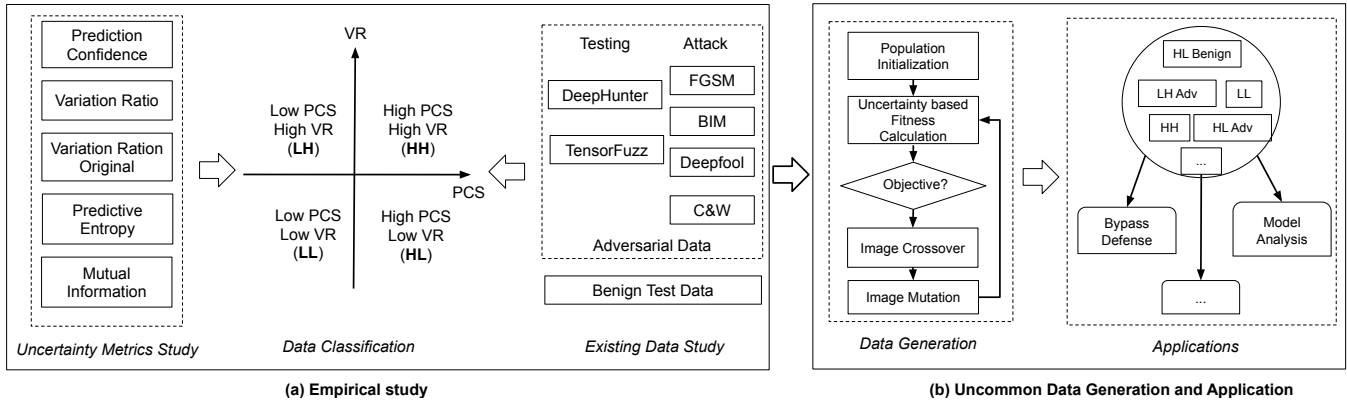 Prediction
Confidence
Variation Ratio
Variation Ration
Original
Predictive
Entropy
Mutual
Information
Uncertainty Metrics Study
VR
Low PCS
High VR
(LH)
High PCS
High VR
(HH)
PCS
Low PCS
Low VR
(LL)
High PCS
Low VR
(HL)
Data Classification
Testing
Attack
DeepHunter
TensorFuzz
FGSM
BIM
Deepfool
C&W
Adversarial Data
Benign Test Data
Existing Data Study
(a) Empirical study
Population
Initialization
Uncertainty based
Fitness
Calculation
Objective?
Image Crossover
Image Mutation
Data Generation
HL Benign
LH Adv
LL
HH
HL Adv
...
Bypass
Defense
Model
Analysis
...
Applications
(b) Uncommon Data Generation and Application